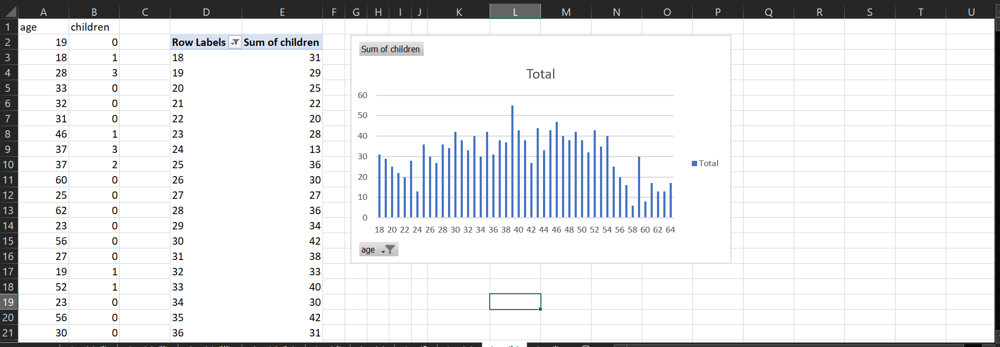 A B C D E F G H I J K L M N O P Q R S T U
1 age children
2 19 0 Row Labels Sum of children
3 18 1 18 31
4 28 3 19 29
5 33 0 20 25
6 32 0 21 22
7 31 0 22 20
8 46 1 23 28
9 37 3 24 13
10 37 2 25 36
11 60 0 26 30
12 25 0 27 27
13 62 0 28 36
14 23 0 29 34
15 56 0 30 42
16 27 0 31 38
17 19 1 32 33
18 52 1 33 40
19 23 0 34 30
20 56 0 35 42
21 30 0 36 31
Sum of children
Total
60
50
40
30
20
10
0
18 20 22 24 26 28 30 32 34 36 38 40 42 44 46 48 50 52 54 56 58 60 62 64
Total
age